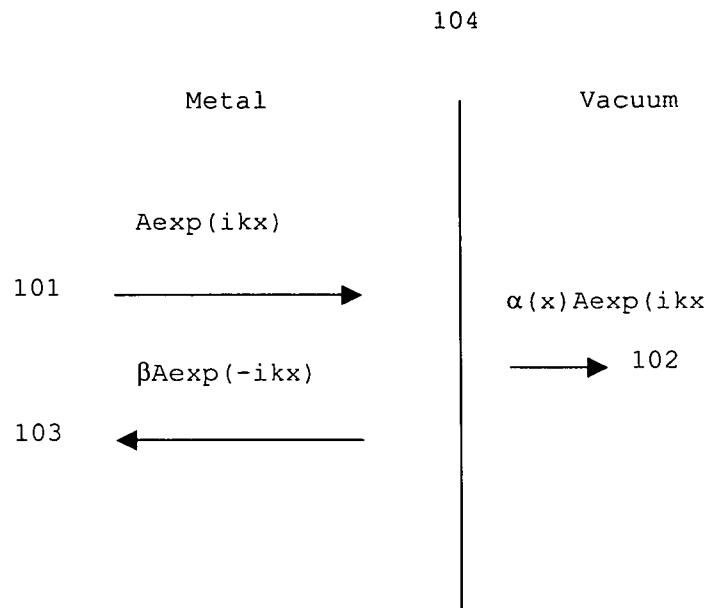 104
Metal
Vacuum
Aexp(ikx)
101
α(x)Aexp(ikx
βAexp(-ikx)
102
103